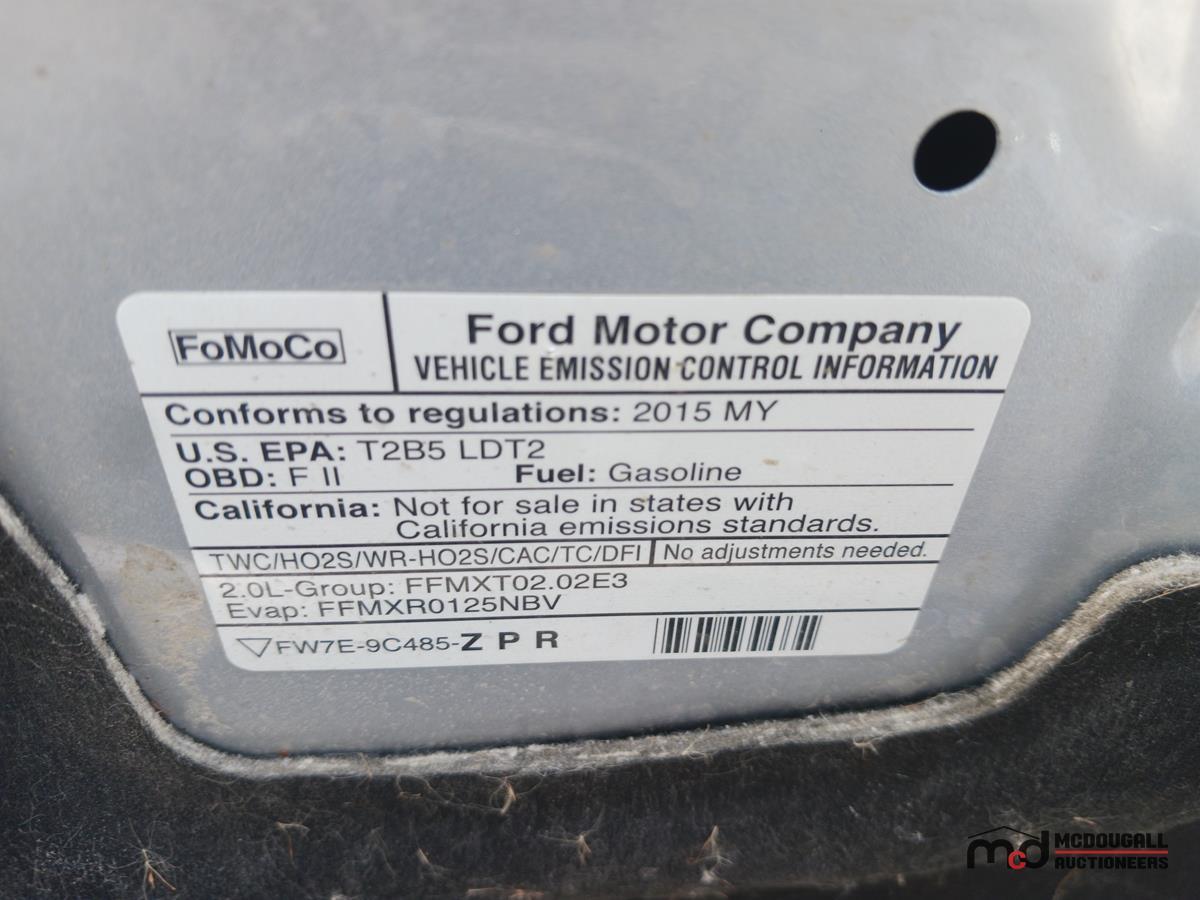 FoMoCo
Ford Motor Company
VEHICLE EMISSION CONTROL INFORMATION
Conforms to regulations: 2015 MY
U.S. EPA: T2B5 LDT2
OBD: F II Fuel: Gasoline
California: Not for sale in states with
California emissions standards.
TWC/HO2S/WR-HO2S/CAC/TC/DFI No adjustments needed.
2.0L-Group: FFMXT02.02E3
Evap: FFMXR0125NBV
FW7E-9C485-Z P R
mcd MCDOUGALL
AUCTIONEERS